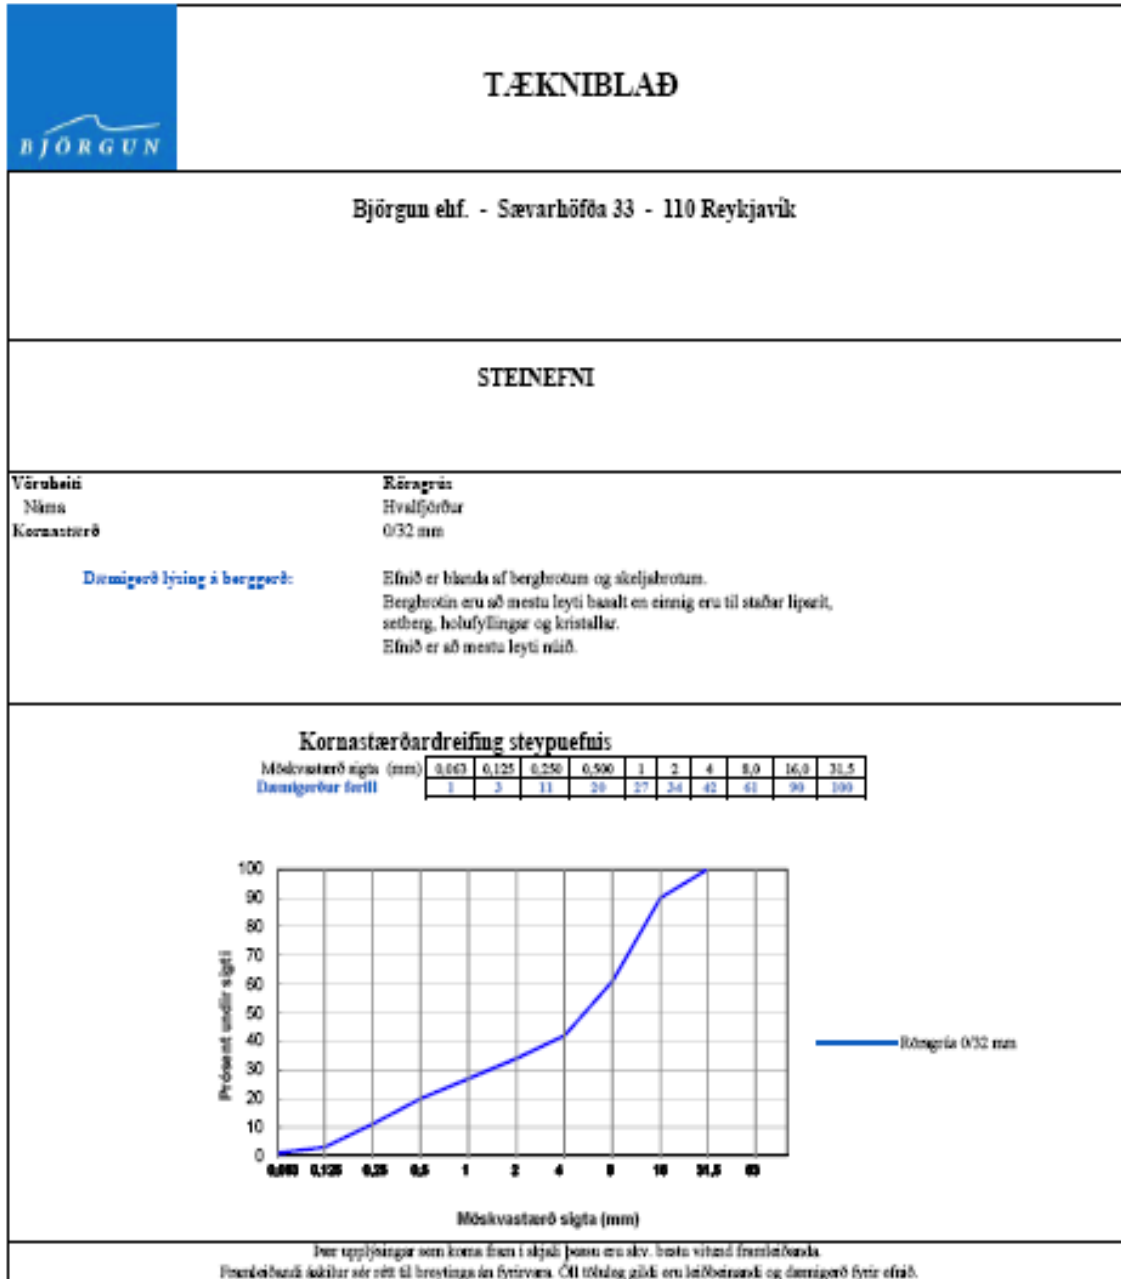 BJÖRGUN
TÆKNIBLAÐ
Björgun ehf. - Sævarhöfða 33 - 110 Reykjavík
STEINEFNI
Vöruheiti Röragrús
Náma Hvalfjörður
Kornastærð 0/32 mm
Dæmigerð lýsing á berggerð: Efnið er blanda af bergbrotum og skeljabrotum.
Bergbrotin eru að mestu leyti basalt en einnig eru til staðar líparít,
setberg, holufyllingar og kristallar.
Efnið er að mestu leyti núið.
Kornastærðardreifing steypuefnis
Möskvastærð sigta (mm) 0,063 0,125 0,250 0,500 1 2 4 8,0 16,0 31,5
Dæmigerður ferill 1 3 11 20 27 34 42 61 90 100
100
90
80
70
60
50
40
30
20
10
0
Prósent undir sigti
0,063 0,125 0,25 0,5 1 2 4 8 16 31,5 63
Möskvastærð sigta (mm)
Röragrús 0/32 mm
Þær upplýsingar sem koma fram í skjali þessu eru skv. bestu vitund framleiðanda.
Framleiðandi áskilur sér rétt til breytinga án fyrirvara. Öll töluleg gildi eru leiðbeinandi og dæmigerð fyrir efnið.